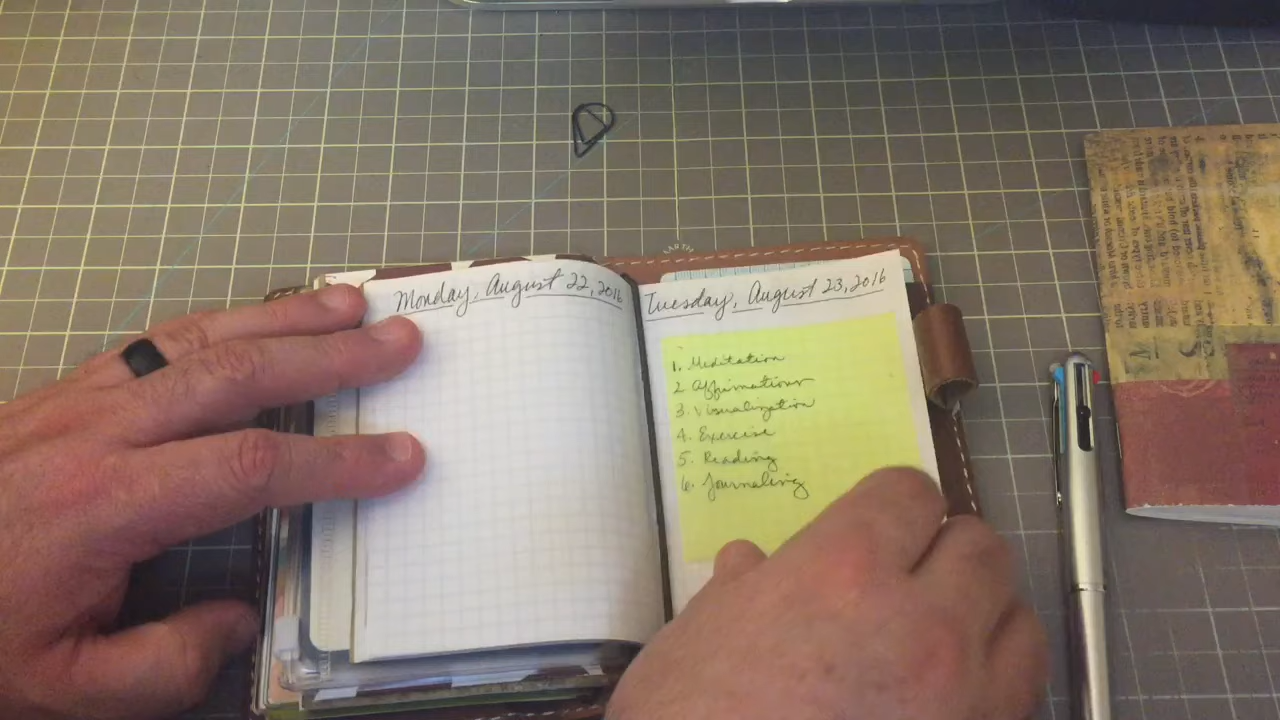 Monday, August 22, 2016
Tuesday, August 23, 2016
1. Meditation
2 Affirmations
3. Visualization
4. Exercise
5. Reading
6. Journaling